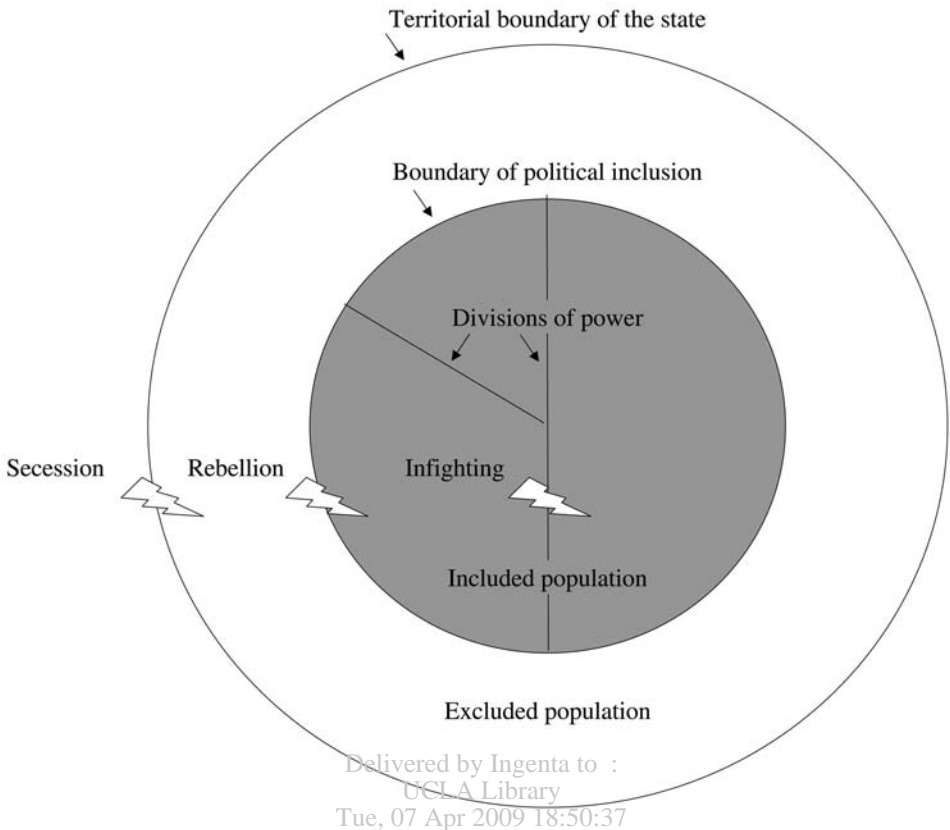 Territorial boundary of the state
Boundary of political inclusion
Divisions of power
Secession
Rebellion
Infighting
Included population
Excluded population
Delivered by Ingenta to :
UCLA Library
Tue, 07 Apr 2009 18:50:37